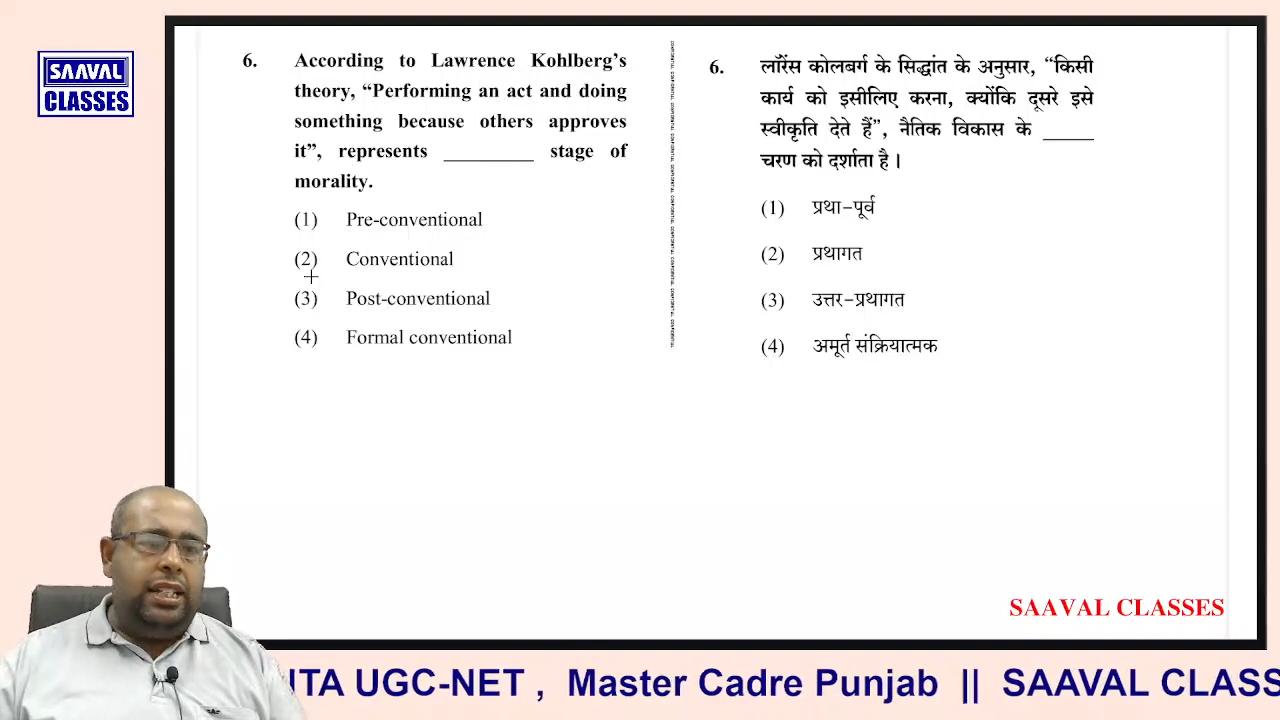 SAAVAL
CLASSES
6.
According to Lawrence Kohlberg's
theory, “Performing an act and doing
something because others approves
it”, represents _________ stage of
morality.
(1) Pre-conventional
(2) Conventional
(3) Post-conventional
(4) Formal conventional
6.
लॉरेंस कोलबर्ग के सिद्धांत के अनुसार, “किसी
कार्य को इसीलिए करना, क्योंकि दूसरे इसे
स्वीकृति देते हैं”, नैतिक विकास के _____
चरण को दर्शाता है ।
(1) प्रथा-पूर्व
(2) प्रथागत
(3) उत्तर-प्रथागत
(4) अमूर्त संक्रियात्मक
SAAVAL CLASSES
UGC-NET , Master Cadre Punjab || SAAVAL CLASS